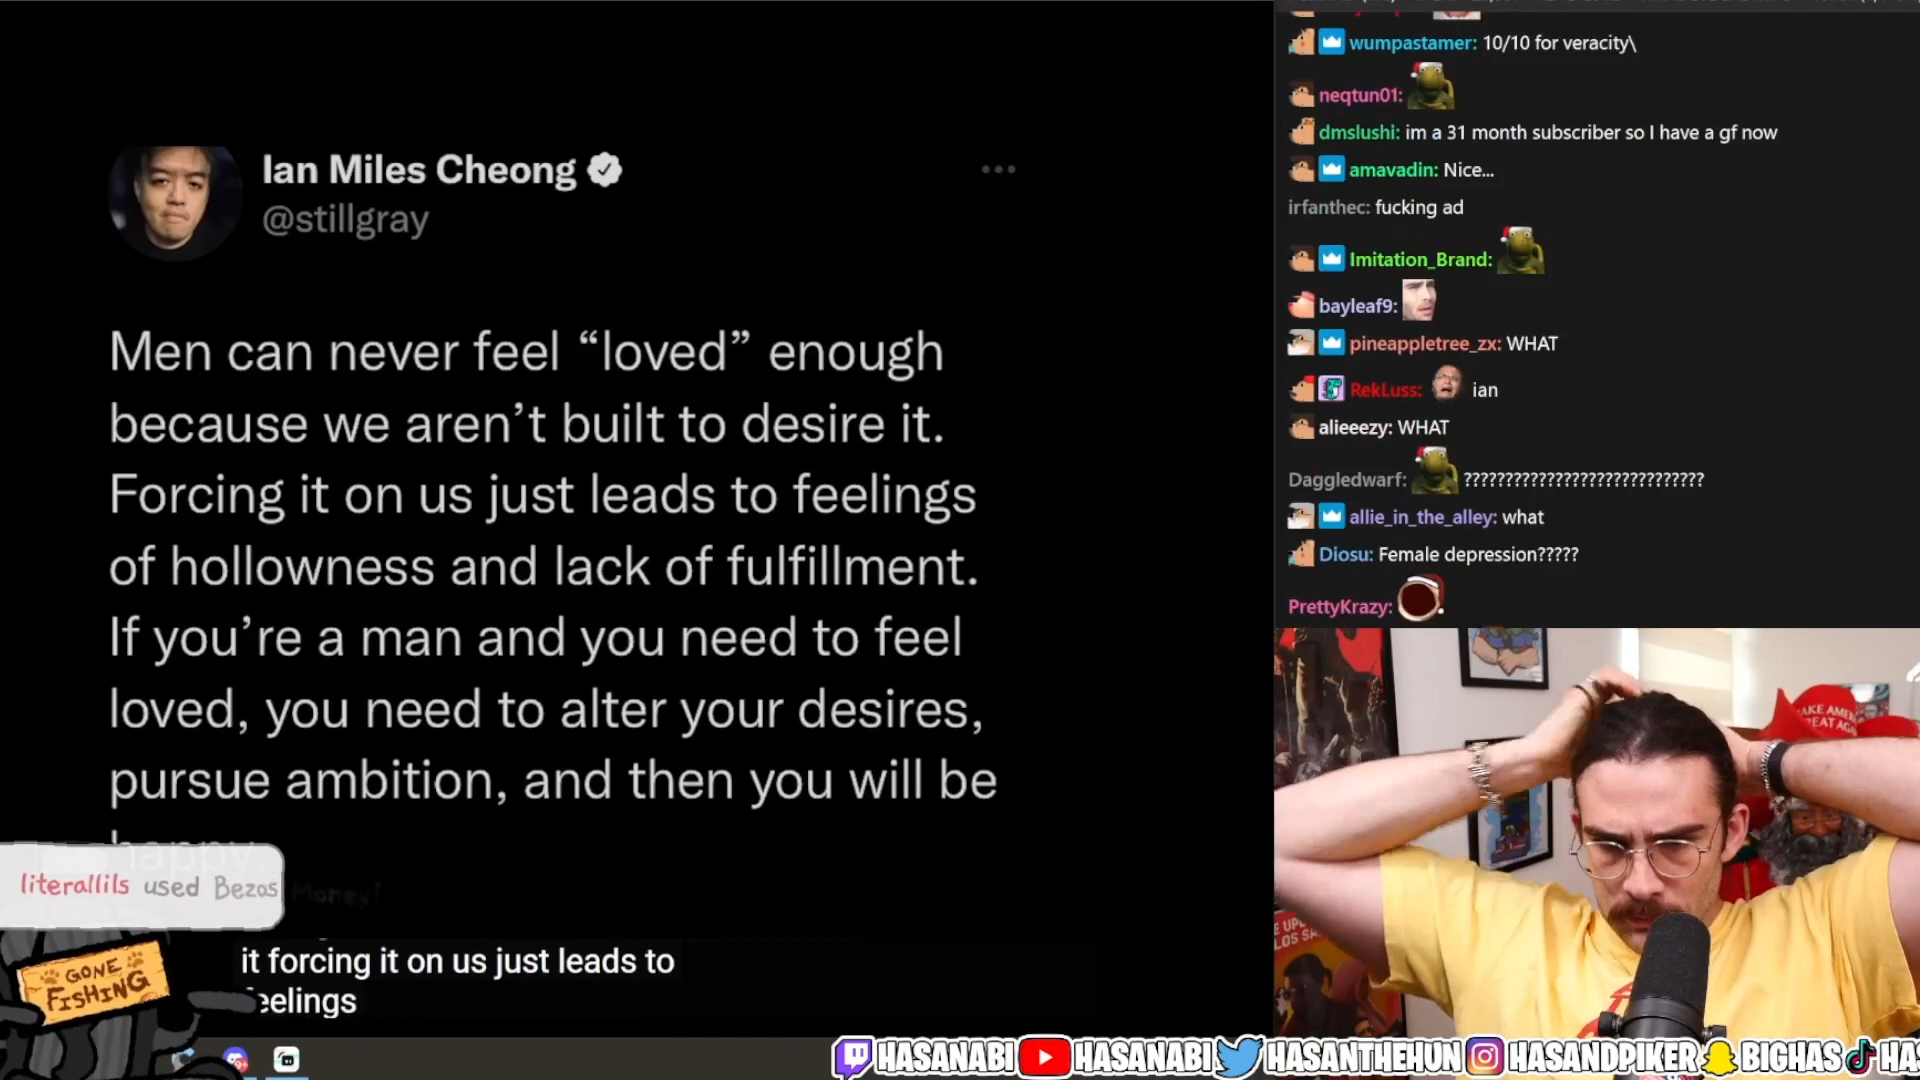 Ian Miles Cheong
@stillgray
Men can never feel “loved” enough
because we aren’t built to desire it.
Forcing it on us just leads to feelings
of hollowness and lack of fulfillment.
If you’re a man and you need to feel
loved, you need to alter your desires,
pursue ambition, and then you will be
happy.
literallils used Bezos Money!
GONE
FISHING
it forcing it on us just leads to
feelings
wumpastamer: 10/10 for veracity\
neqtun01:
dmslushi: im a 31 month subscriber so I have a gf now
amavadin: Nice...
irfanthec: fucking ad
Imitation_Brand:
bayleaf9:
pineappletree_zx: WHAT
RekLuss: ian
alieeezy: WHAT
Daggledwarf: ????????????????????????????
allie_in_the_alley: what
Diosu: Female depression?????
PrettyKrazy:
HASANABI HASANABI HASANTHEHUN HASANDPIKER BIGHAS HAS